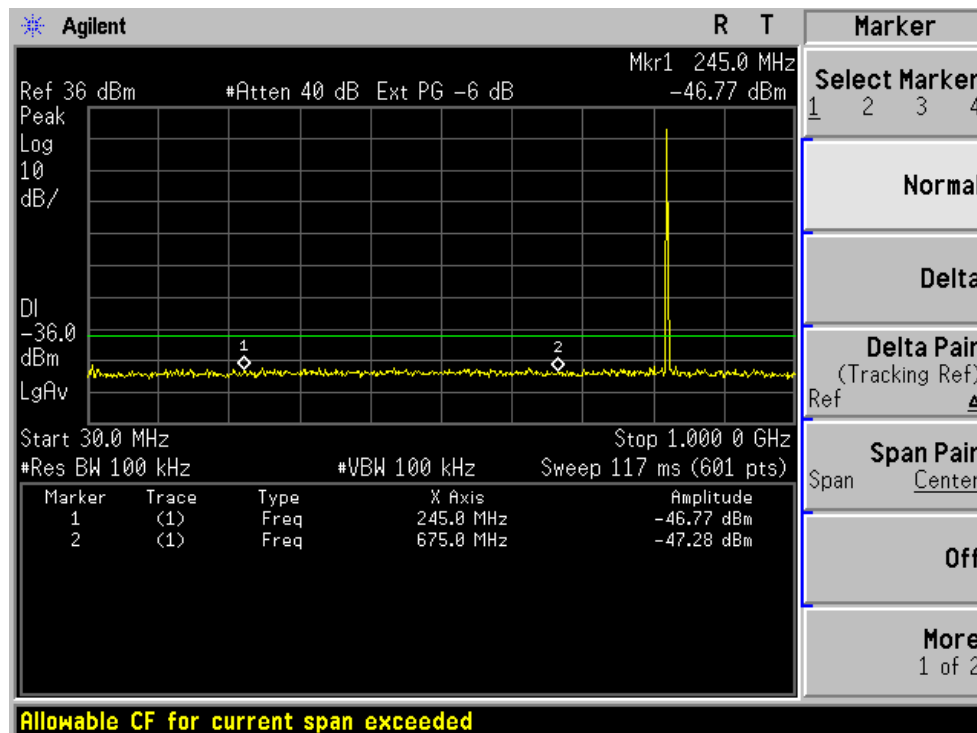 Agilent R T Marker
Mkr1 245.0 MHz
Ref 36 dBm #Atten 40 dB Ext PG -6 dB -46.77 dBm
Peak
Log
10
dB/
DI
-36.0
dBm
LgAv
1
2
Start 30.0 MHz Stop 1.000 0 GHz
#Res BW 100 kHz #VBW 100 kHz Sweep 117 ms (601 pts)
Marker Trace Type X Axis Amplitude
1 (1) Freq 245.0 MHz -46.77 dBm
2 (1) Freq 675.0 MHz -47.28 dBm
Select Marker
1 2 3 4
Normal
Delta
Delta Pair
(Tracking Ref)
Ref Δ
Span Pair
Span Center
Off
More
1 of 2
Allowable CF for current span exceeded